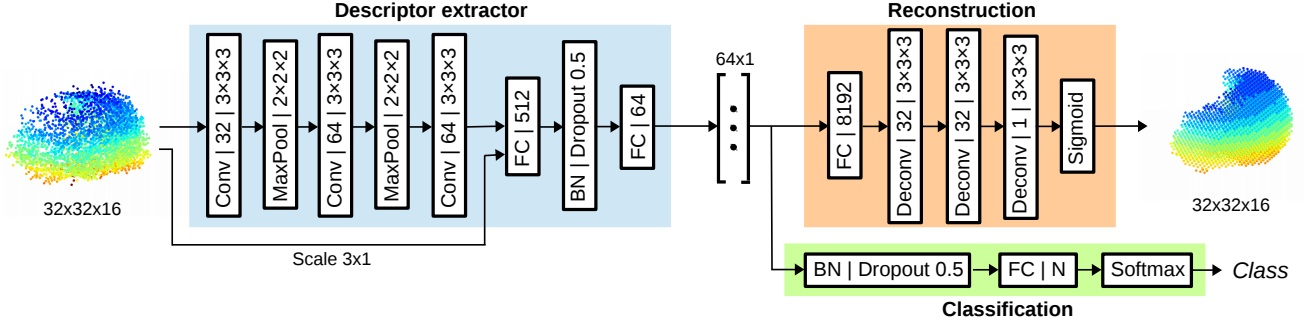 Descriptor extractor
Reconstruction
32x32x16
Conv | 32 | 3×3×3
MaxPool | 2×2×2
Conv | 64 | 3×3×3
MaxPool | 2×2×2
Conv | 64 | 3×3×3
FC | 512
BN | Dropout 0.5
FC | 64
Scale 3x1
64x1
FC | 8192
Deconv | 32 | 3×3×3
Deconv | 32 | 3×3×3
Deconv | 1 | 3×3×3
Sigmoid
32x32x16
BN | Dropout 0.5
FC | N
Softmax
Class
Classification